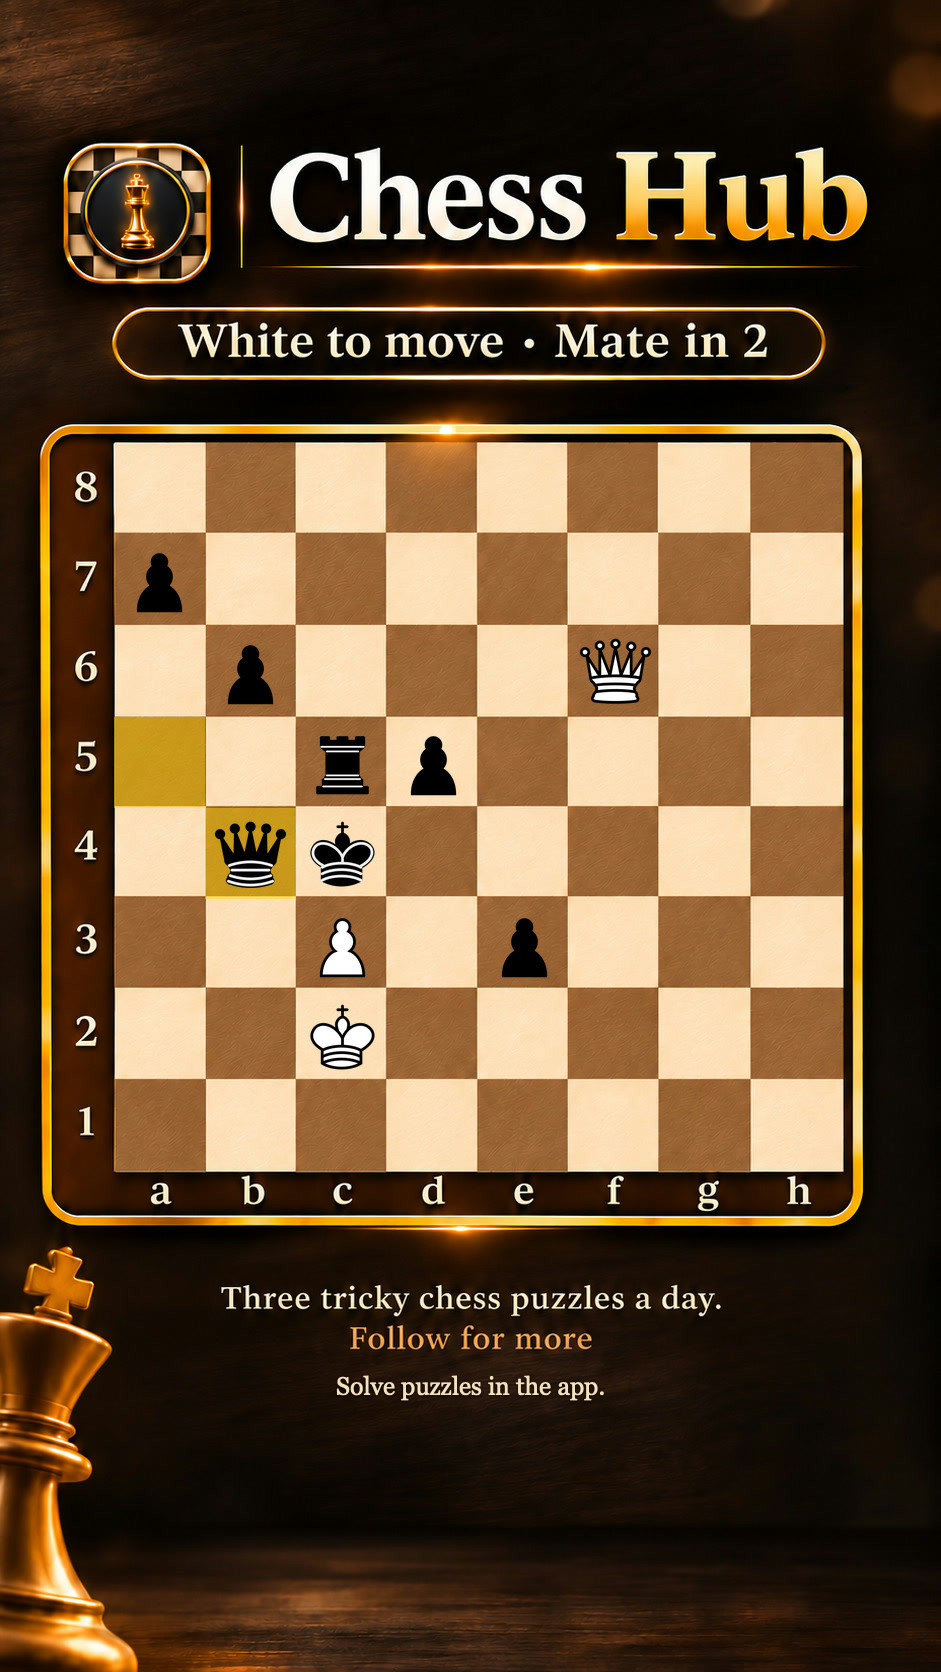 Chess Hub
White to move • Mate in 2
8
7
6
5
4
3
2
1
a b c d e f g h
Three tricky chess puzzles a day.
Follow for more
Solve puzzles in the app.